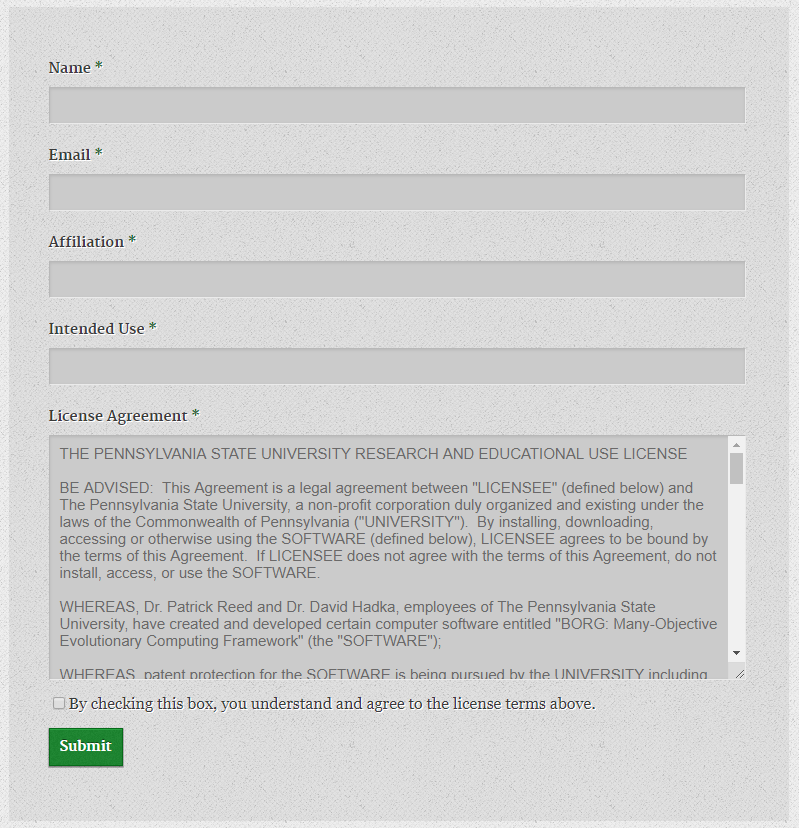 Name *
Email *
Affiliation *
Intended Use *
License Agreement *
THE PENNSYLVANIA STATE UNIVERSITY RESEARCH AND EDUCATIONAL USE LICENSE
BE ADVISED:  This Agreement is a legal agreement between "LICENSEE" (defined below) and
The Pennsylvania State University, a non-profit corporation duly organized and existing under the
laws of the Commonwealth of Pennsylvania ("UNIVERSITY").  By installing, downloading,
accessing or otherwise using the SOFTWARE (defined below), LICENSEE agrees to be bound by
the terms of this Agreement.  If LICENSEE does not agree with the terms of this Agreement, do not
install, access, or use the SOFTWARE.
WHEREAS, Dr. Patrick Reed and Dr. David Hadka, employees of The Pennsylvania State
University, have created and developed certain computer software entitled "BORG: Many-Objective
Evolutionary Computing Framework" (the "SOFTWARE");
WHEREAS, patent protection for the SOFTWARE is being pursued by the UNIVERSITY including
By checking this box, you understand and agree to the license terms above.
Submit